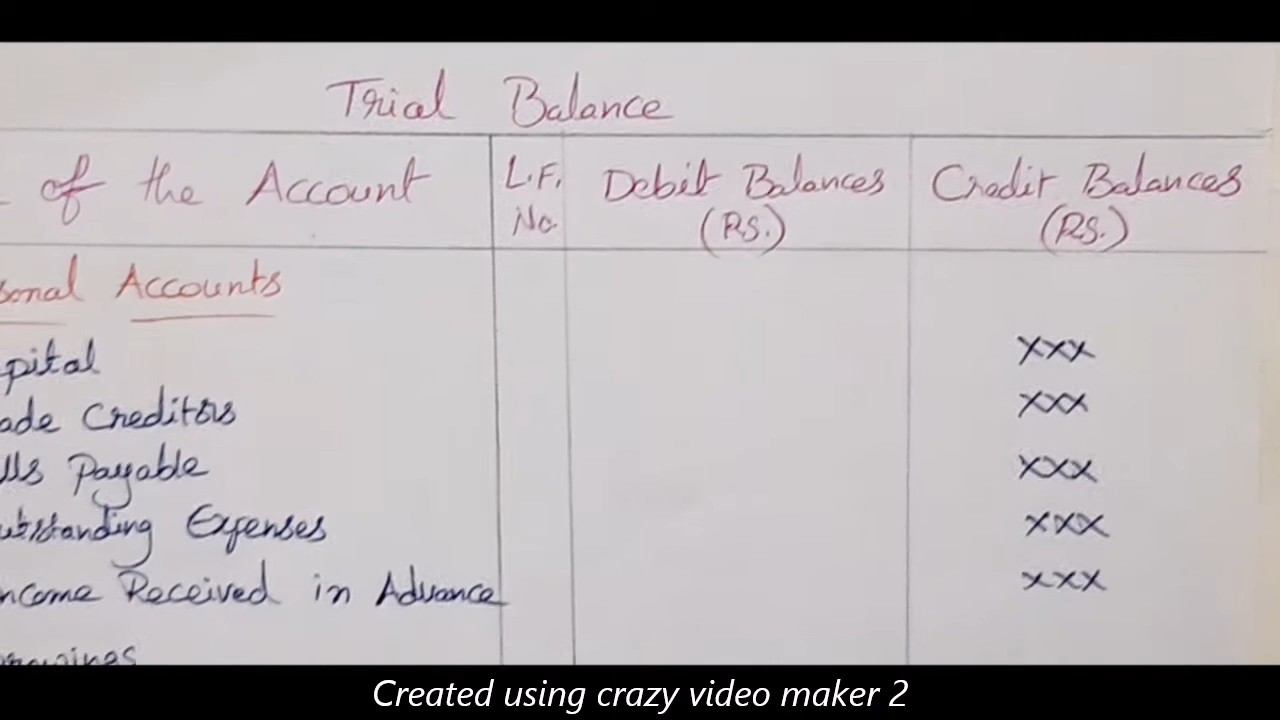 Trial Balance
of the Account L.F. No. Debit Balances (RS.) Credit Balances (RS.)
sonal Accounts
pital xxx
ade Creditors xxx
lls Payable xxx
utstanding Expenses xxx
ncome Received in Advance xxx
Created using crazy video maker 2